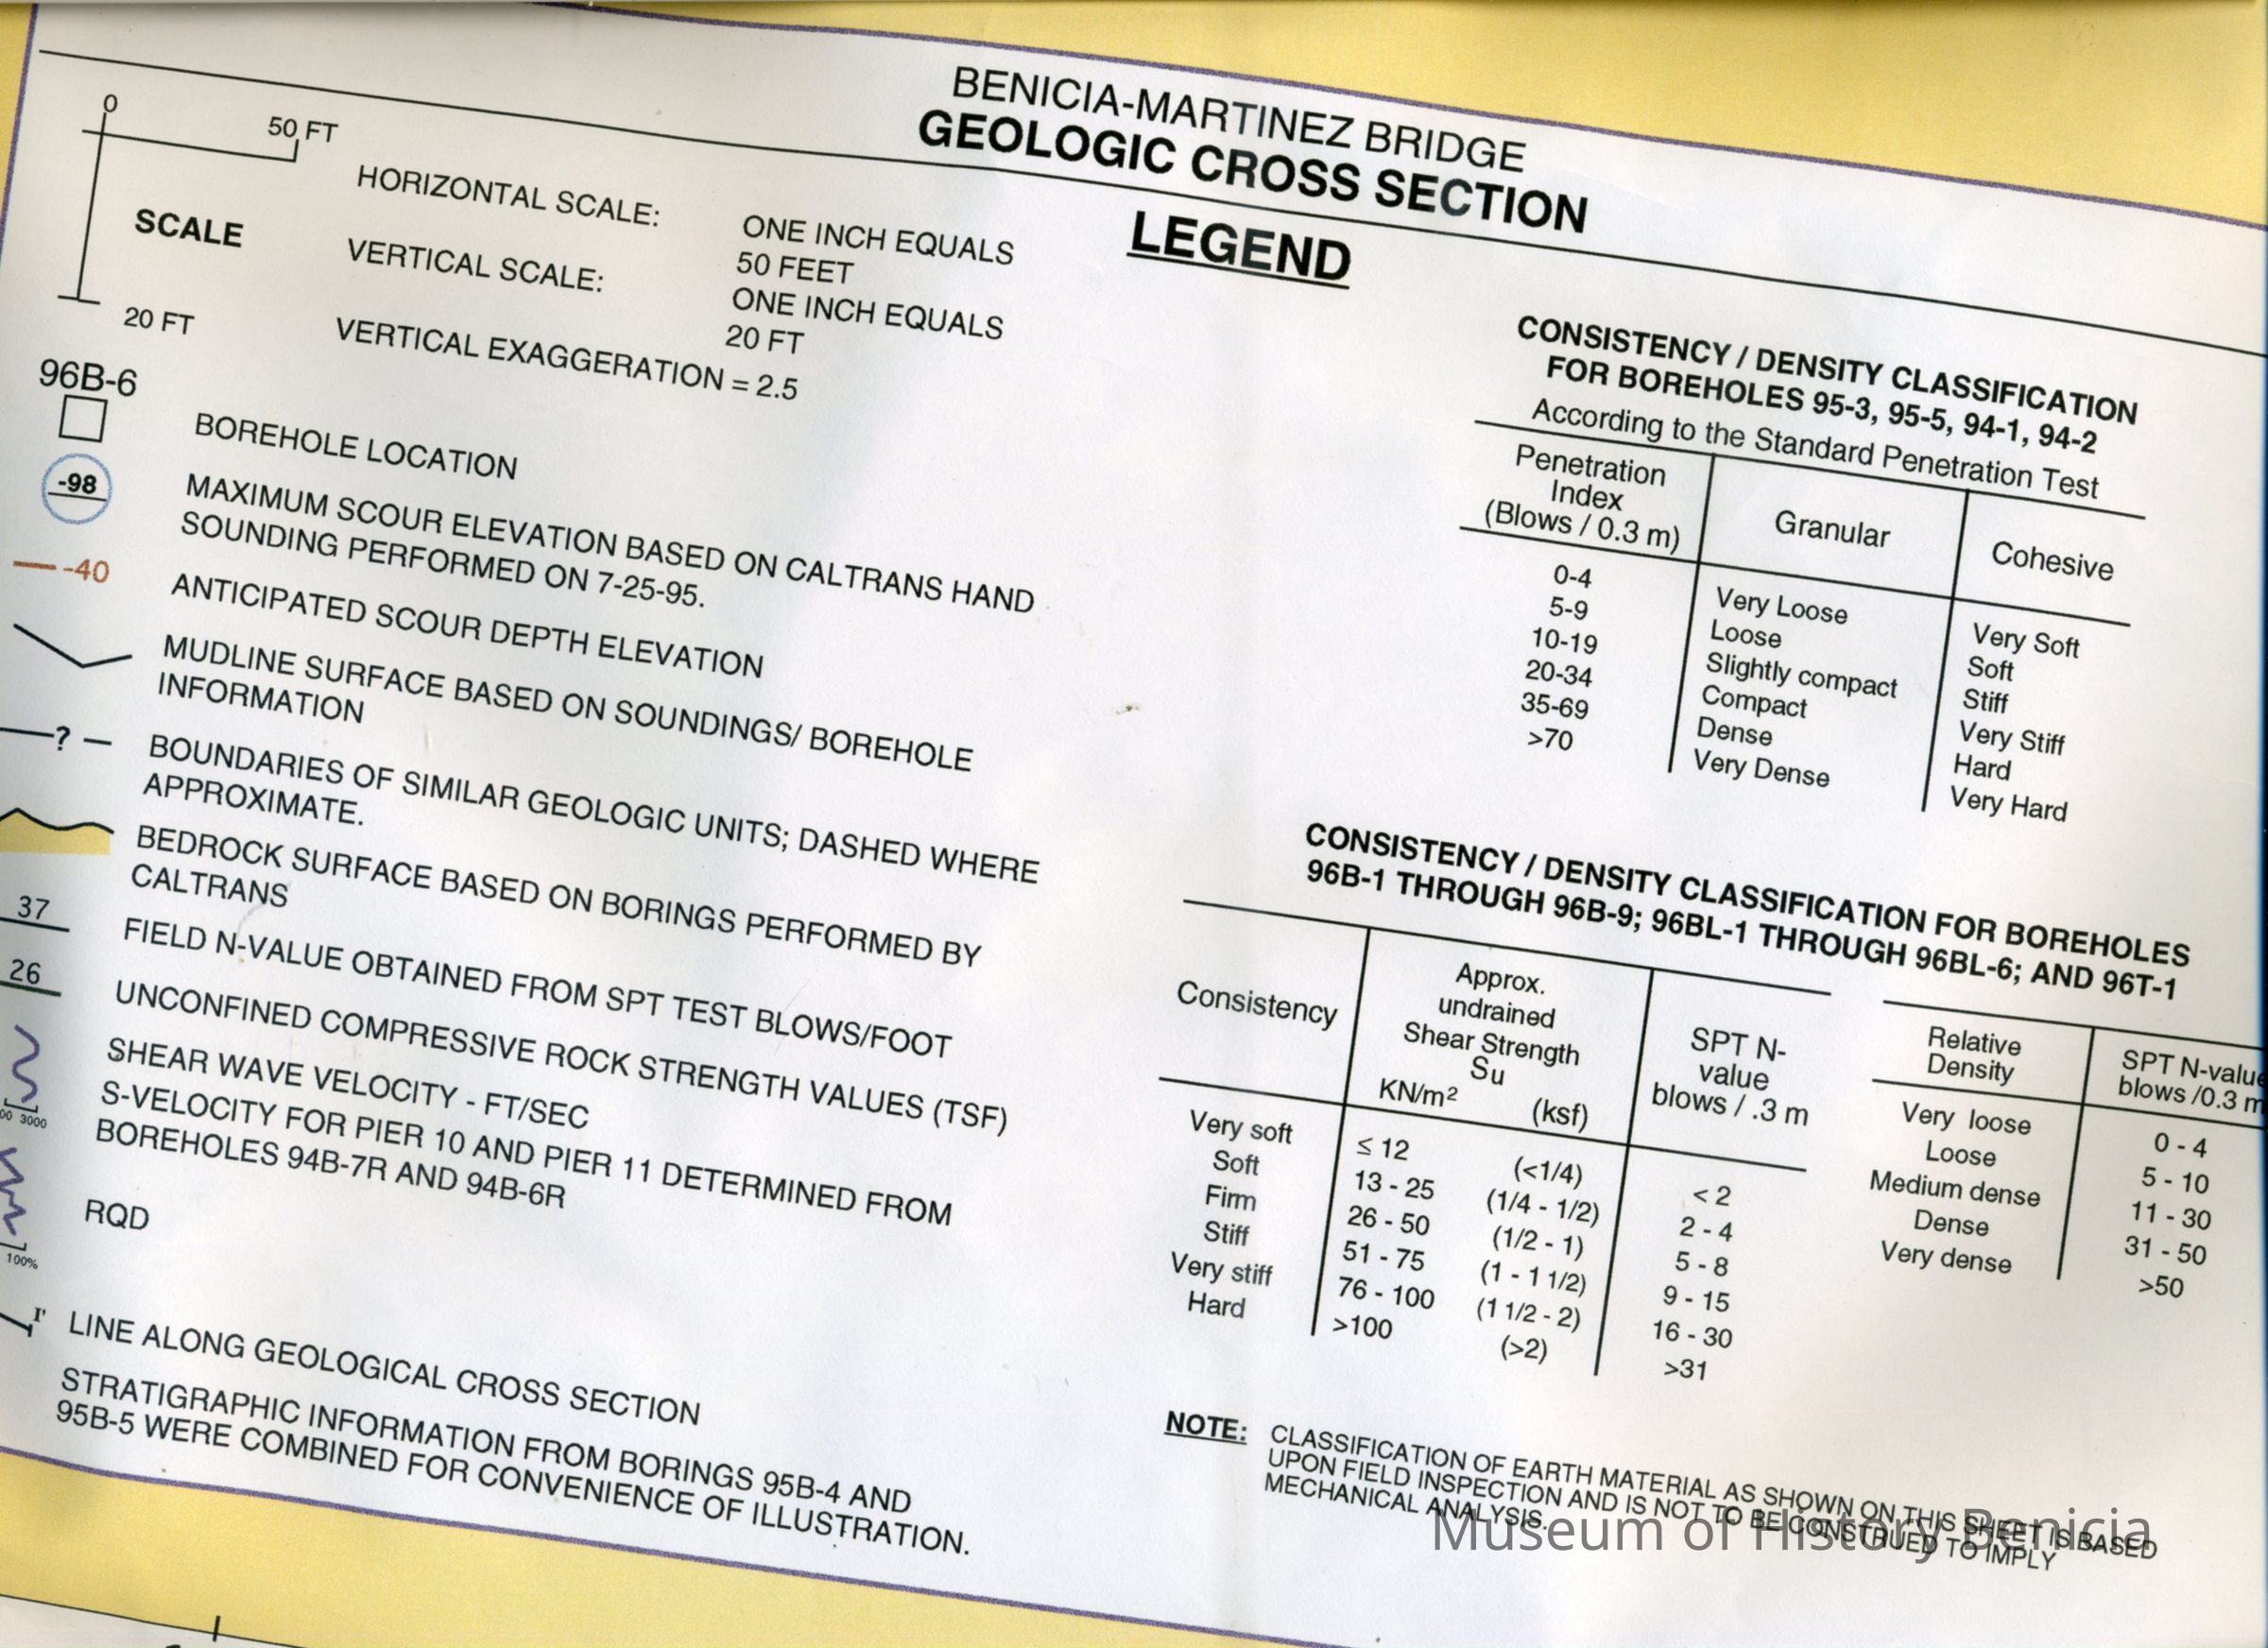 BENICIA-MARTINEZ BRIDGE
GEOLOGIC CROSS SECTION
LEGEND
0
50 FT
SCALE
20 FT
HORIZONTAL SCALE:
ONE INCH EQUALS
50 FEET
VERTICAL SCALE:
ONE INCH EQUALS
20 FT
VERTICAL EXAGGERATION = 2.5
96B-6
BOREHOLE LOCATION
-98
MAXIMUM SCOUR ELEVATION BASED ON CALTRANS HAND
SOUNDING PERFORMED ON 7-25-95.
-40
ANTICIPATED SCOUR DEPTH ELEVATION
MUDLINE SURFACE BASED ON SOUNDINGS/ BOREHOLE
INFORMATION
?
BOUNDARIES OF SIMILAR GEOLOGIC UNITS; DASHED WHERE
APPROXIMATE.
BEDROCK SURFACE BASED ON BORINGS PERFORMED BY
CALTRANS
37
FIELD N-VALUE OBTAINED FROM SPT TEST BLOWS/FOOT
26
UNCONFINED COMPRESSIVE ROCK STRENGTH VALUES (TSF)
SHEAR WAVE VELOCITY - FT/SEC
S-VELOCITY FOR PIER 10 AND PIER 11 DETERMINED FROM
BOREHOLES 94B-7R AND 94B-6R
00 3000
RQD
100%
I'
LINE ALONG GEOLOGICAL CROSS SECTION
STRATIGRAPHIC INFORMATION FROM BORINGS 95B-4 AND
95B-5 WERE COMBINED FOR CONVENIENCE OF ILLUSTRATION.
CONSISTENCY / DENSITY CLASSIFICATION
FOR BOREHOLES 95-3, 95-5, 94-1, 94-2
According to the Standard Penetration Test
Penetration Index (Blows / 0.3 m) Granular Cohesive
0-4 Very Loose Very Soft
5-9 Loose Soft
10-19 Slightly compact Stiff
20-34 Compact Very Stiff
35-69 Dense Hard
>70 Very Dense Very Hard
CONSISTENCY / DENSITY CLASSIFICATION FOR BOREHOLES
96B-1 THROUGH 96B-9; 96BL-1 THROUGH 96BL-6; AND 96T-1
Consistency
Approx.
undrained
Shear Strength
Su
KN/m² (ksf)
SPT N-
value
blows / .3 m
Very soft ≤ 12 (<1/4) < 2
Soft 13 - 25 (1/4 - 1/2) 2 - 4
Firm 26 - 50 (1/2 - 1) 5 - 8
Stiff 51 - 75 (1 - 1 1/2) 9 - 15
Very stiff 76 - 100 (1 1/2 - 2) 16 - 30
Hard >100 (>2) >31
Relative
Density
SPT N-value
blows /0.3 m
Very loose 0 - 4
Loose 5 - 10
Medium dense 11 - 30
Dense 31 - 50
Very dense >50
NOTE: CLASSIFICATION OF EARTH MATERIAL AS SHOWN ON THIS SHEET IS BASED
UPON FIELD INSPECTION AND IS NOT TO BE CONSTRUED TO IMPLY
MECHANICAL ANALYSIS.
Museum of History Benicia